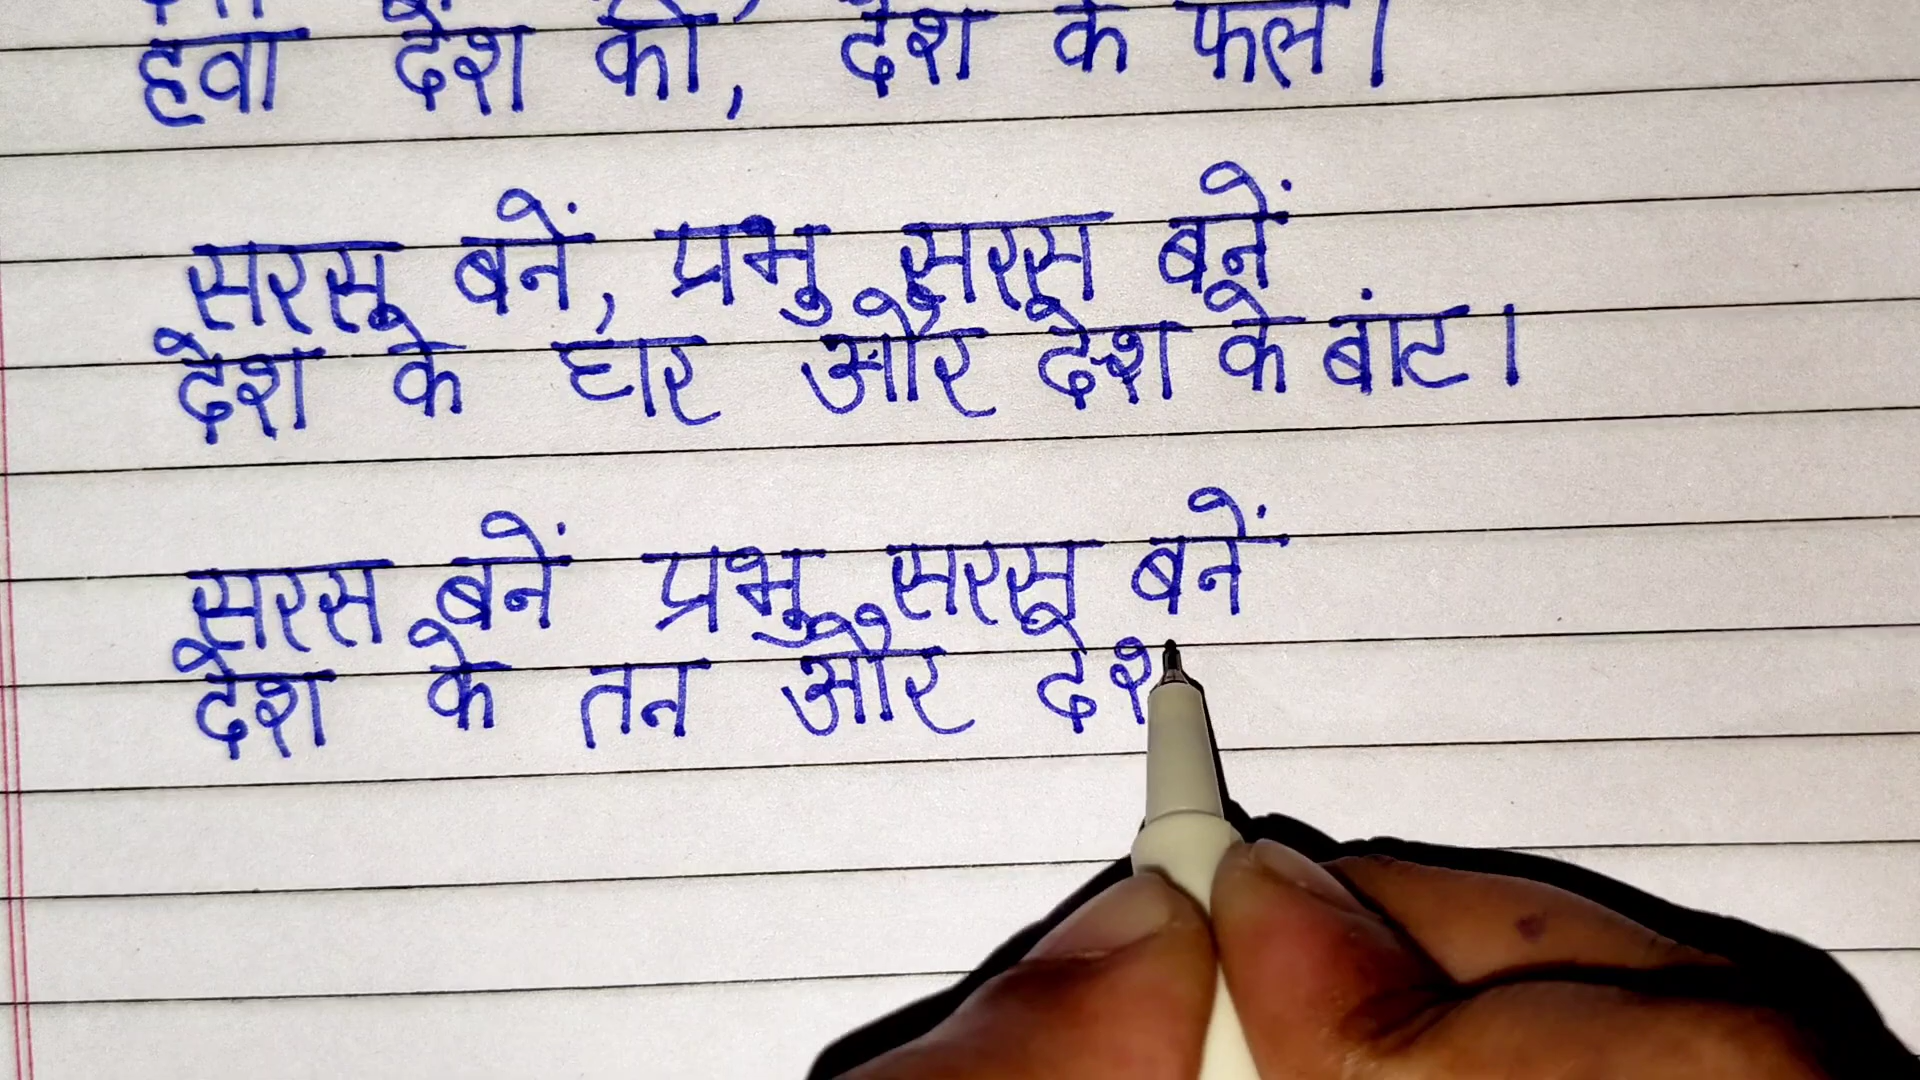 हवा देश की, देश के फल।
सरस बनें, प्रभु सरस बनें
देश के घर और देश के बांट।
सरस बनें प्रभु सरस बनें
देश के तन और देश